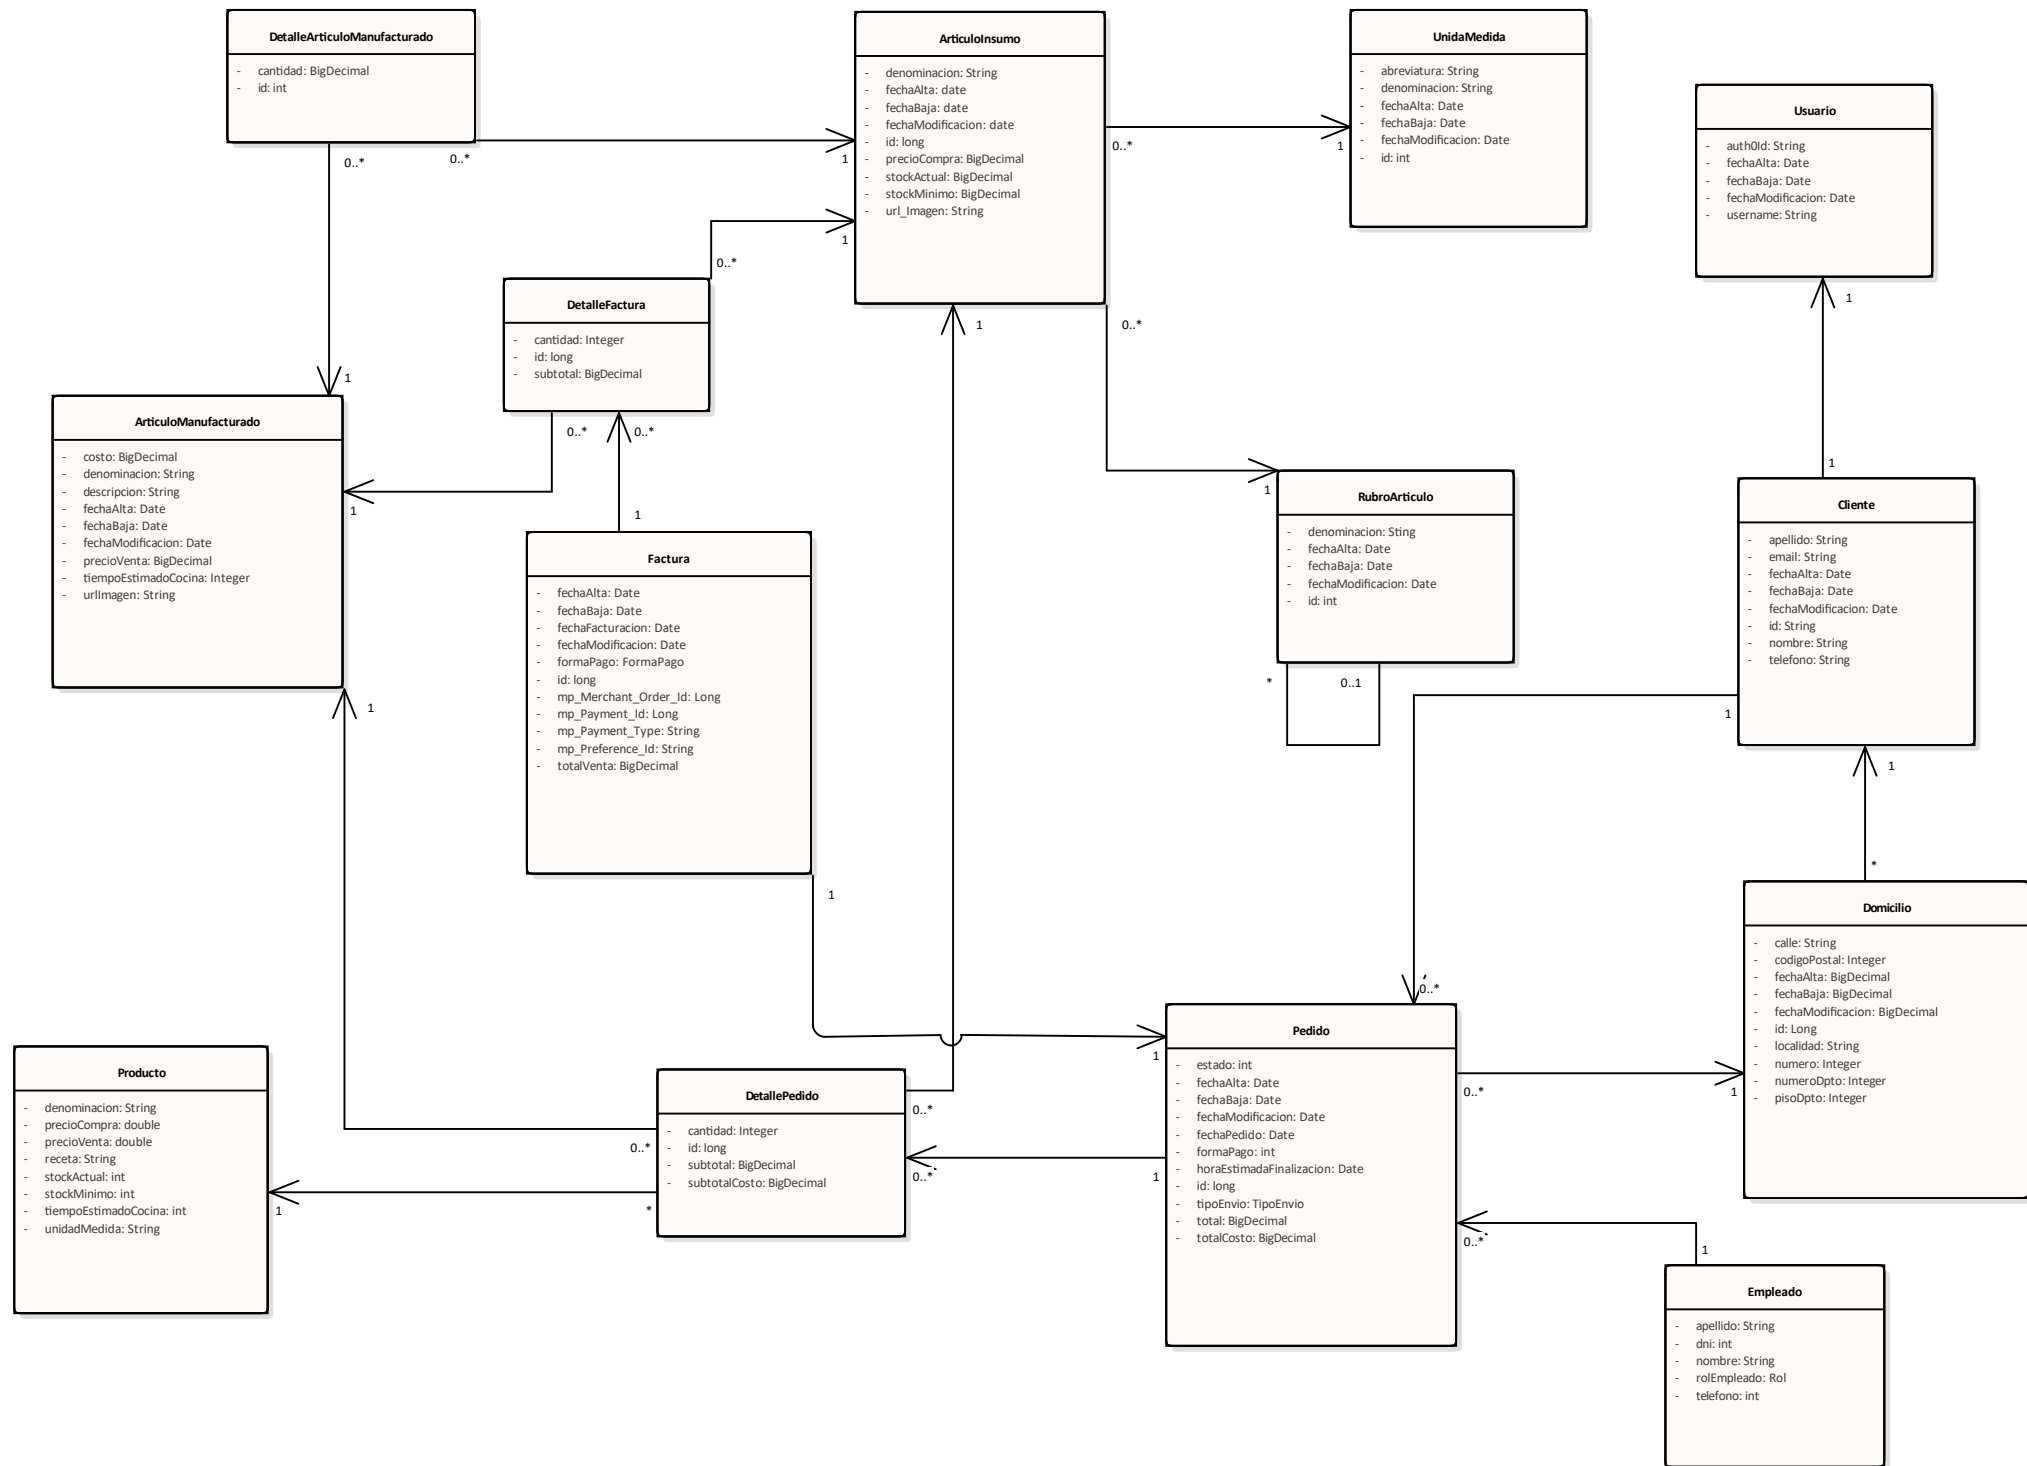 DetalleArticuloManufacturado
- cantidad: BigDecimal
- id: int
0..*
0..*
ArticuloInsumo
- denominacion: String
- fechaAlta: date
- fechaBaja: date
- fechaModificacion: date
- id: long
- precioCompra: BigDecimal
- stockActual: BigDecimal
- stockMinimo: BigDecimal
- url_Imagen: String
1
1
1
0..*
0..*
UnidaMedida
- abreviatura: String
- denominacion: String
- fechaAlta: Date
- fechaBaja: Date
- fechaModificacion: Date
- id: int
1
Usuario
- auth0Id: String
- fechaAlta: Date
- fechaBaja: Date
- fechaModificacion: Date
- username: String
1
DetalleFactura
- cantidad: Integer
- id: long
- subtotal: BigDecimal
0..*
0..*
0..*
ArticuloManufacturado
- costo: BigDecimal
- denominacion: String
- descripcion: String
- fechaAlta: Date
- fechaBaja: Date
- fechaModificacion: Date
- precioVenta: BigDecimal
- tiempoEstimadoCocina: Integer
- urlImagen: String
1
1
1
Factura
- fechaAlta: Date
- fechaBaja: Date
- fechaFacturacion: Date
- fechaModificacion: Date
- formaPago: FormaPago
- id: long
- mp_Merchant_Order_Id: Long
- mp_Payment_Id: Long
- mp_Payment_Type: String
- mp_Preference_Id: String
- totalVenta: BigDecimal
1
1
RubroArticulo
- denominacion: Sting
- fechaAlta: Date
- fechaBaja: Date
- fechaModificacion: Date
- id: int
1
*
0..1
Cliente
- apellido: String
- email: String
- fechaAlta: Date
- fechaBaja: Date
- fechaModificacion: Date
- id: String
- nombre: String
- telefono: String
1
1
1
Domicilio
- calle: String
- codigoPostal: Integer
- fechaAlta: BigDecimal
- fechaBaja: BigDecimal
- fechaModificacion: BigDecimal
- id: Long
- localidad: String
- numero: Integer
- numeroDpto: Integer
- pisoDpto: Integer
*
1
Producto
- denominacion: String
- precioCompra: double
- precioVenta: double
- receta: String
- stockActual: int
- stockMinimo: int
- tiempoEstimadoCocina: int
- unidadMedida: String
1
DetallePedido
- cantidad: Integer
- id: long
- subtotal: BigDecimal
- subtotalCosto: BigDecimal
0..*
*
0..*
0..*
Pedido
- estado: int
- fechaAlta: Date
- fechaBaja: Date
- fechaModificacion: Date
- fechaPedido: Date
- formaPago: int
- horaEstimadaFinalizacion: Date
- id: long
- tipoEnvio: TipoEnvio
- total: BigDecimal
- totalCosto: BigDecimal
0..*
1
1
0..*
0..*
Empleado
- apellido: String
- dni: int
- nombre: String
- rolEmpleado: Rol
- telefono: int
1